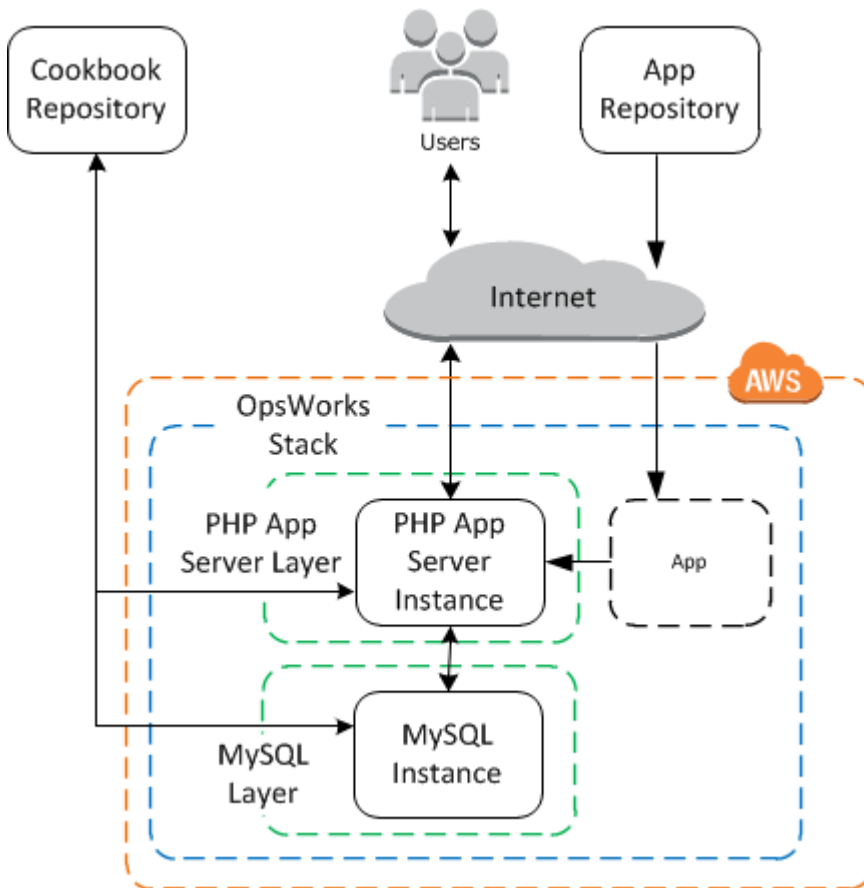 Cookbook
Repository
Users
App
Repository
Internet
AWS
OpsWorks
Stack
PHP App
Server Layer
PHP App
Server
Instance
App
MySQL
Layer
MySQL
Instance